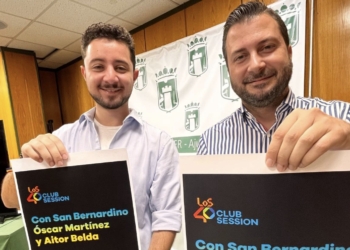 Los
40 CLUB
SESSION
Con San Bernardino
Óscar Martínez
y Aitor Belda
Los
40 CLUB
SESSION
Con San Bernardino